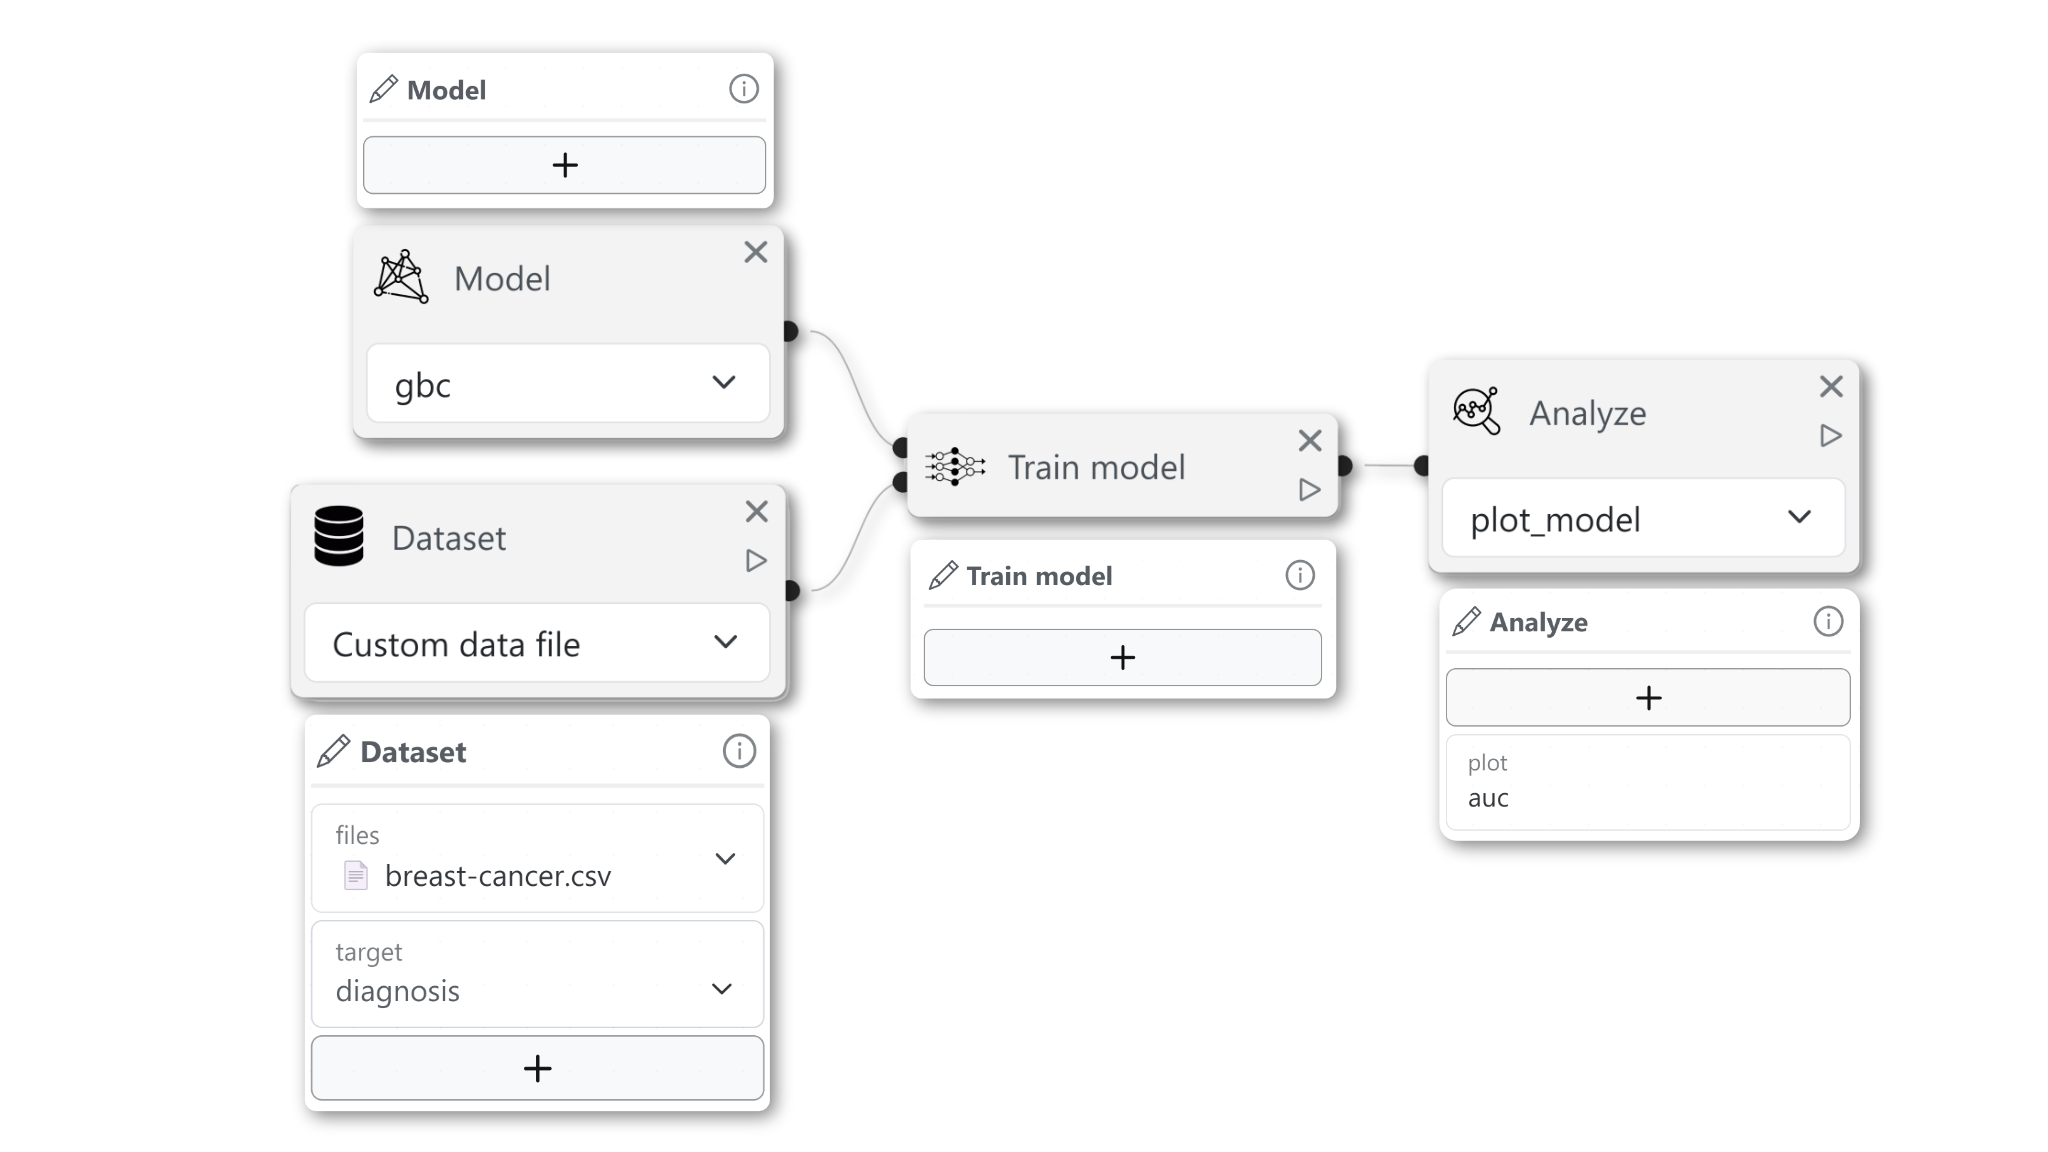 Model
Model
gbc
Dataset
Custom data file
Dataset
files
breast-cancer.csv
target
diagnosis
Train model
Train model
Analyze
plot_model
Analyze
plot
auc